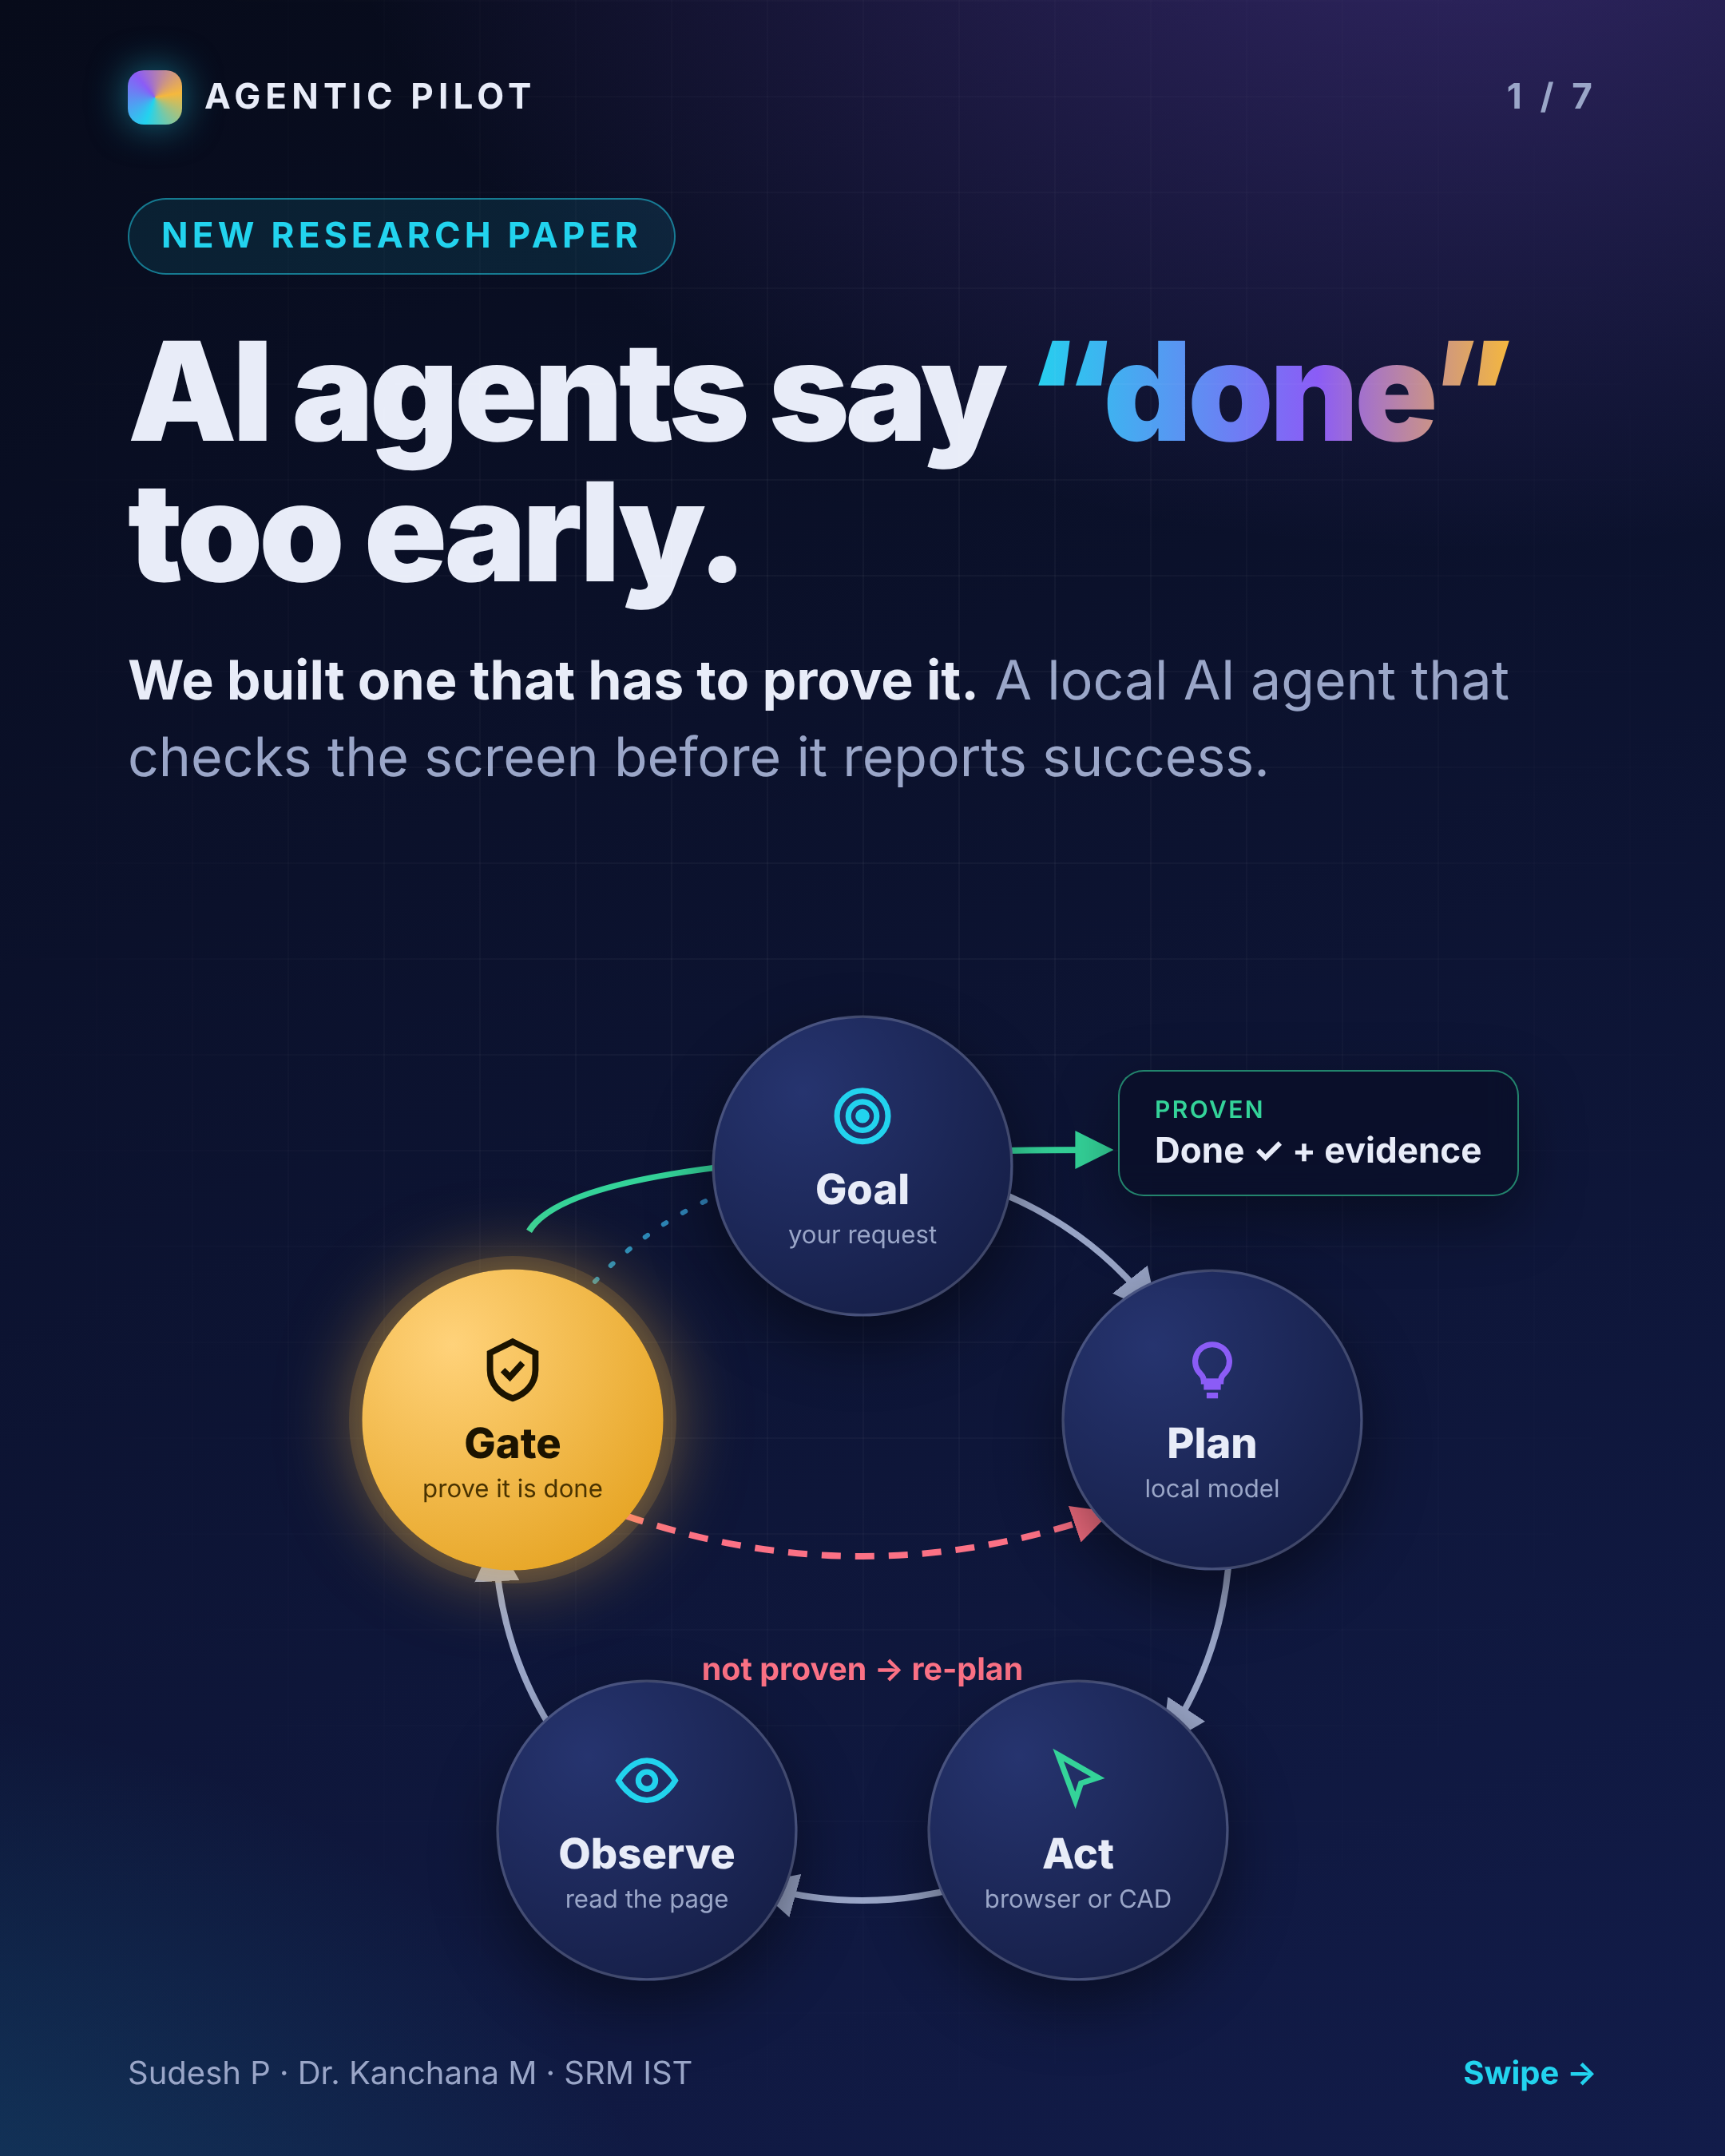 AGENTIC PILOT
1 / 7
NEW RESEARCH PAPER
AI agents say “done”
too early.
We built one that has to prove it. A local AI agent that
checks the screen before it reports success.
Goal
your request
PROVEN
Done ✓ + evidence
Gate
prove it is done
Plan
local model
not proven → re-plan
Observe
read the page
Act
browser or CAD
Sudesh P · Dr. Kanchana M · SRM IST
Swipe →